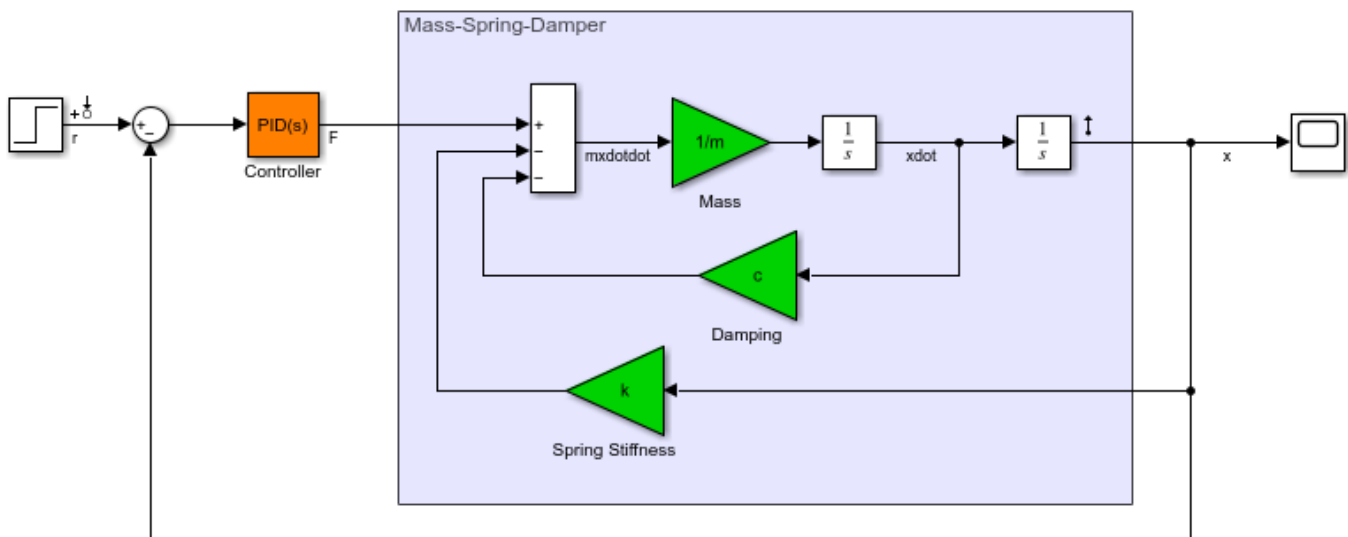 Mass-Spring-Damper
+
r
+
−
PID(s)
Controller
F
+
−
−
mxdotdot
1/m
Mass
1
s
xdot
1
s
x
c
Damping
k
Spring Stiffness